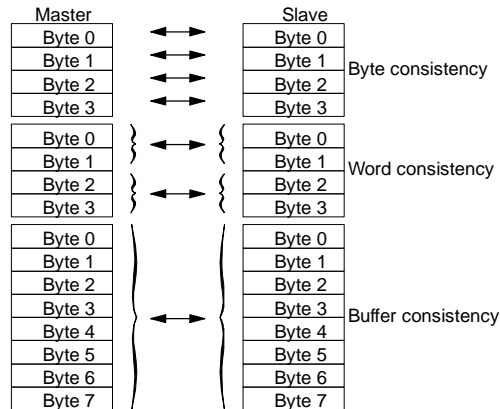 Master Slave
Byte 0 Byte 0
Byte 1 Byte 1
Byte consistency
Byte 2 Byte 2
Byte 3 Byte 3
Byte 0 Byte 0
Byte 1 Byte 1
Word consistency
Byte 2 Byte 2
Byte 3 Byte 3
Byte 0 Byte 0
Byte 1 Byte 1
Byte 2 Byte 2
Byte 3 Byte 3
Buffer consistency
Byte 4 Byte 4
Byte 5 Byte 5
Byte 6 Byte 6
Byte 7 Byte 7